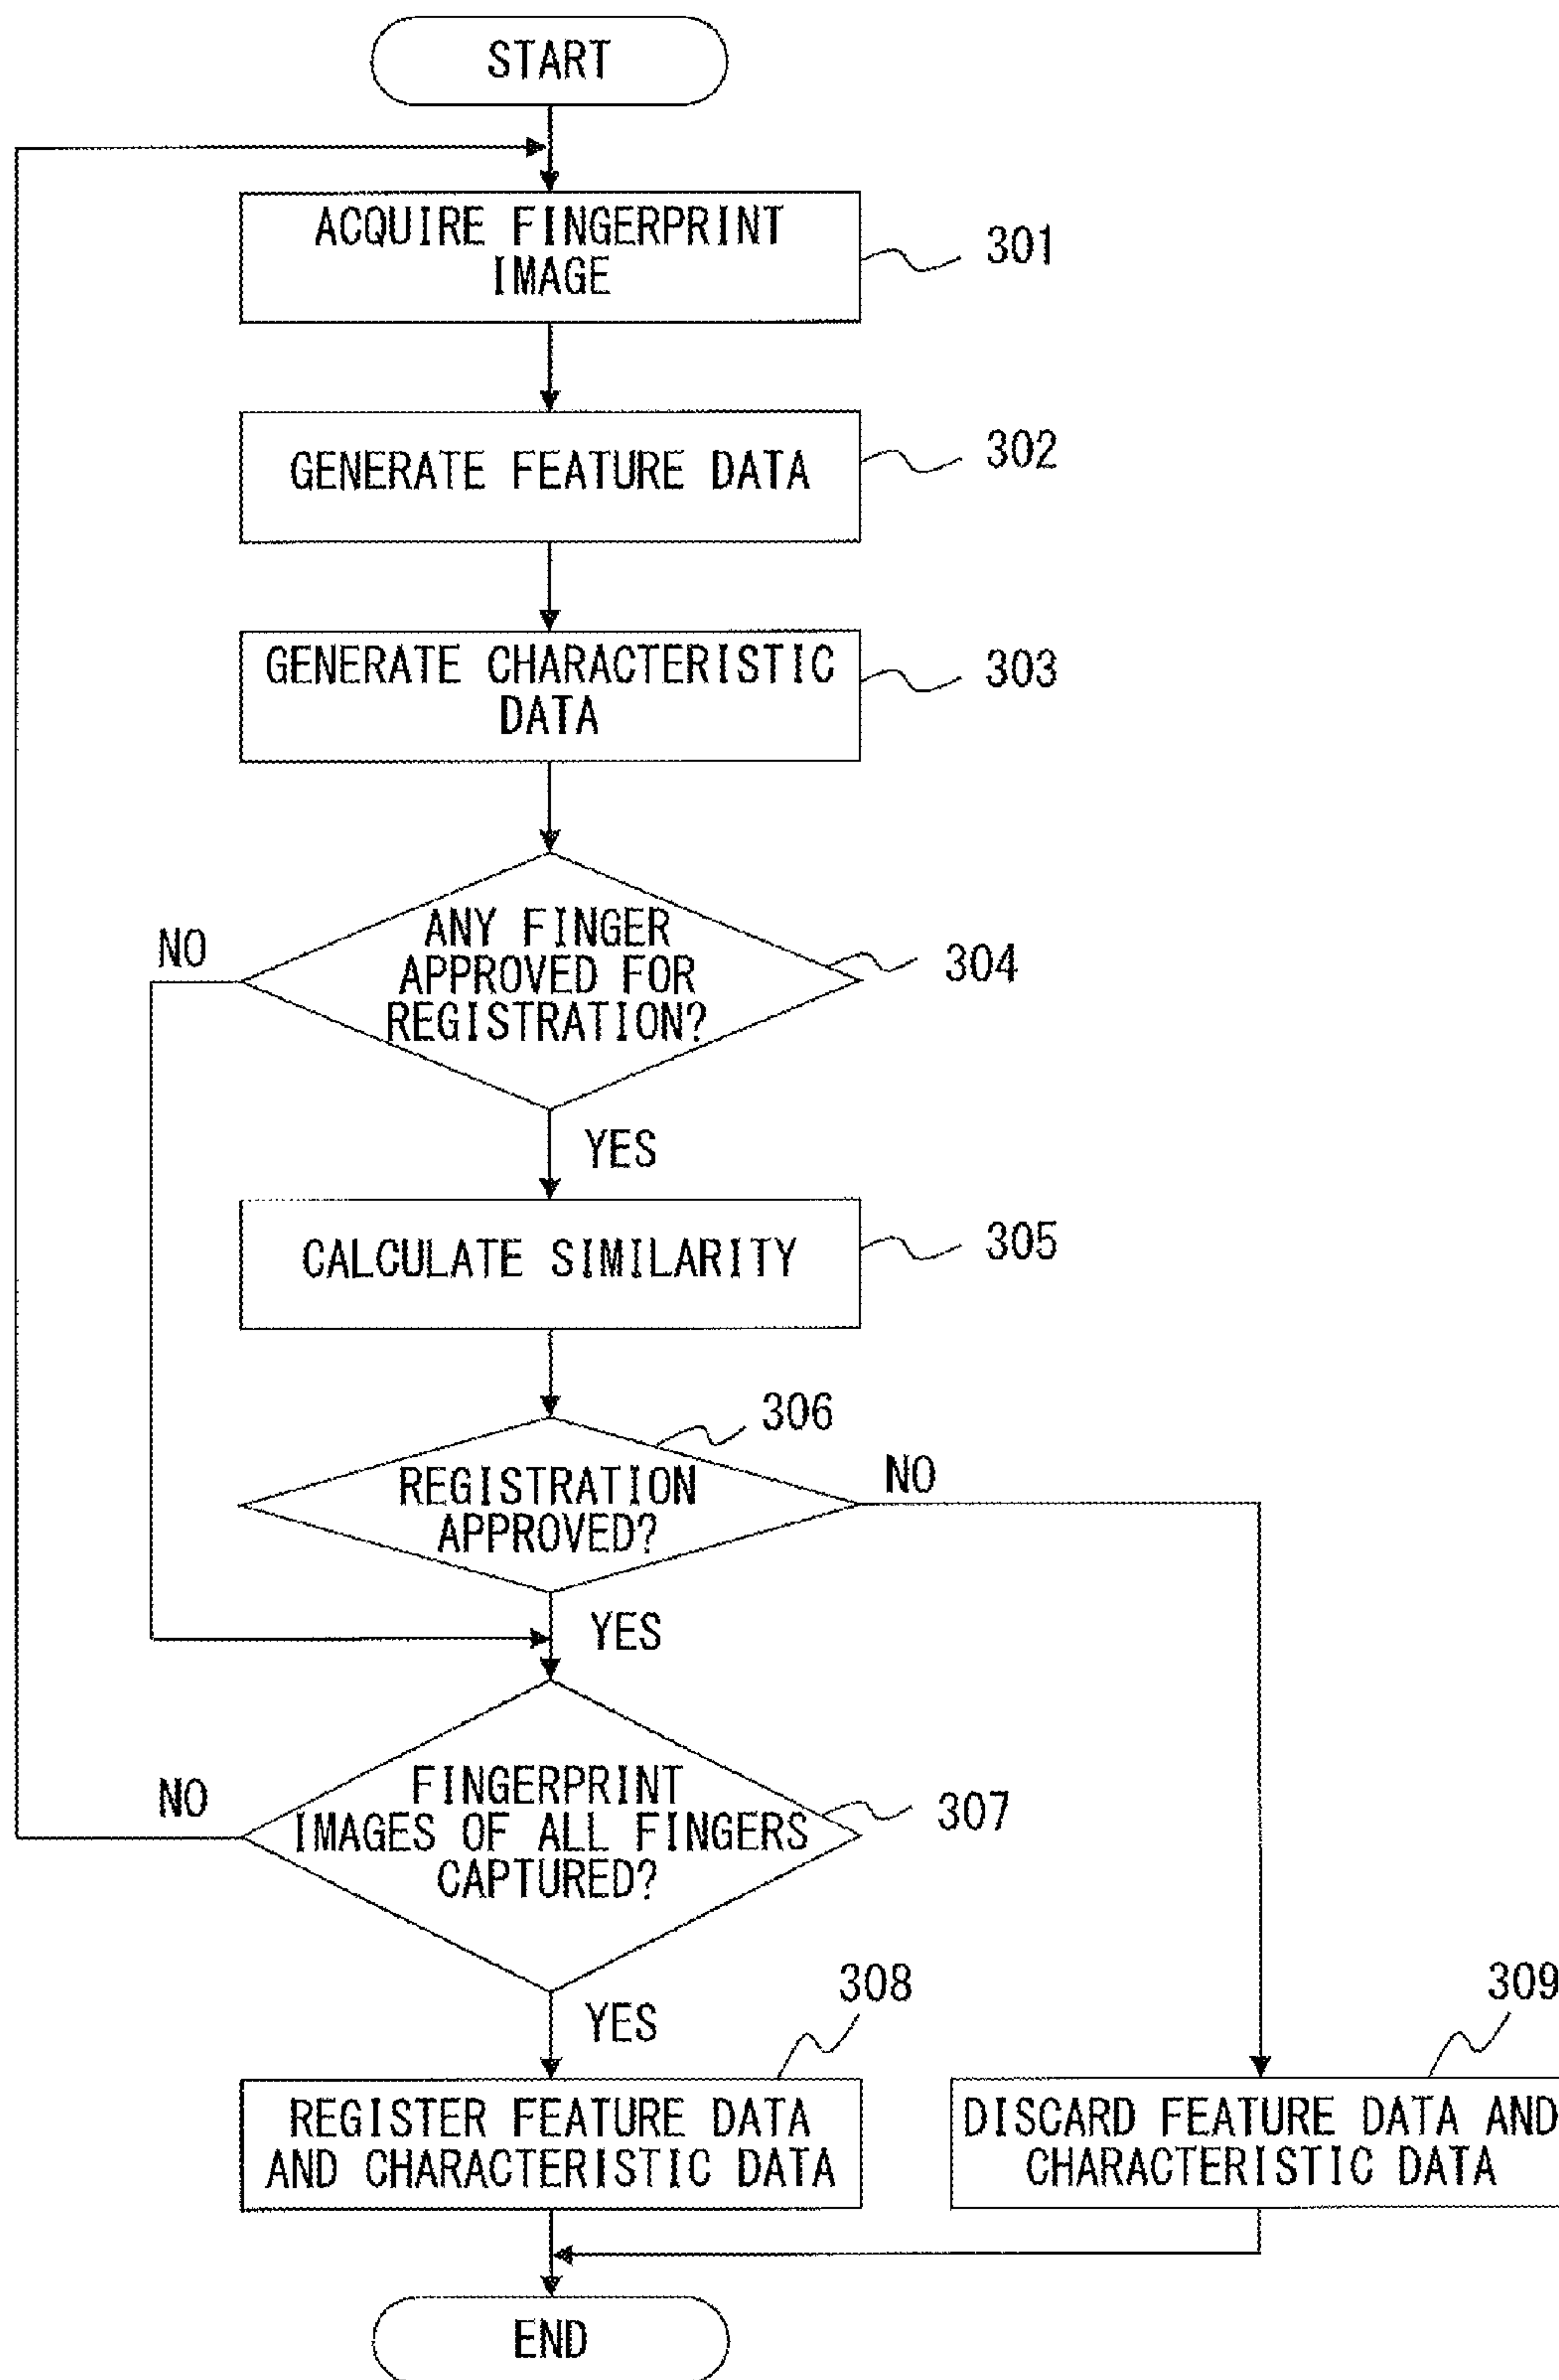 START
ACQUIRE FINGERPRINT
IMAGE
301
GENERATE FEATURE DATA
302
GENERATE CHARACTERISTIC
DATA
303
NO
ANY FINGER
APPROVED FOR
REGISTRATION?
304
YES
CALCULATE SIMILARITY
305
306
REGISTRATION
APPROVED?
NO
YES
NO
FINGERPRINT
IMAGES OF ALL FINGERS
CAPTURED?
307
YES
308
309
REGISTER FEATURE DATA
AND CHARACTERISTIC DATA
DISCARD FEATURE DATA AND
CHARACTERISTIC DATA
END